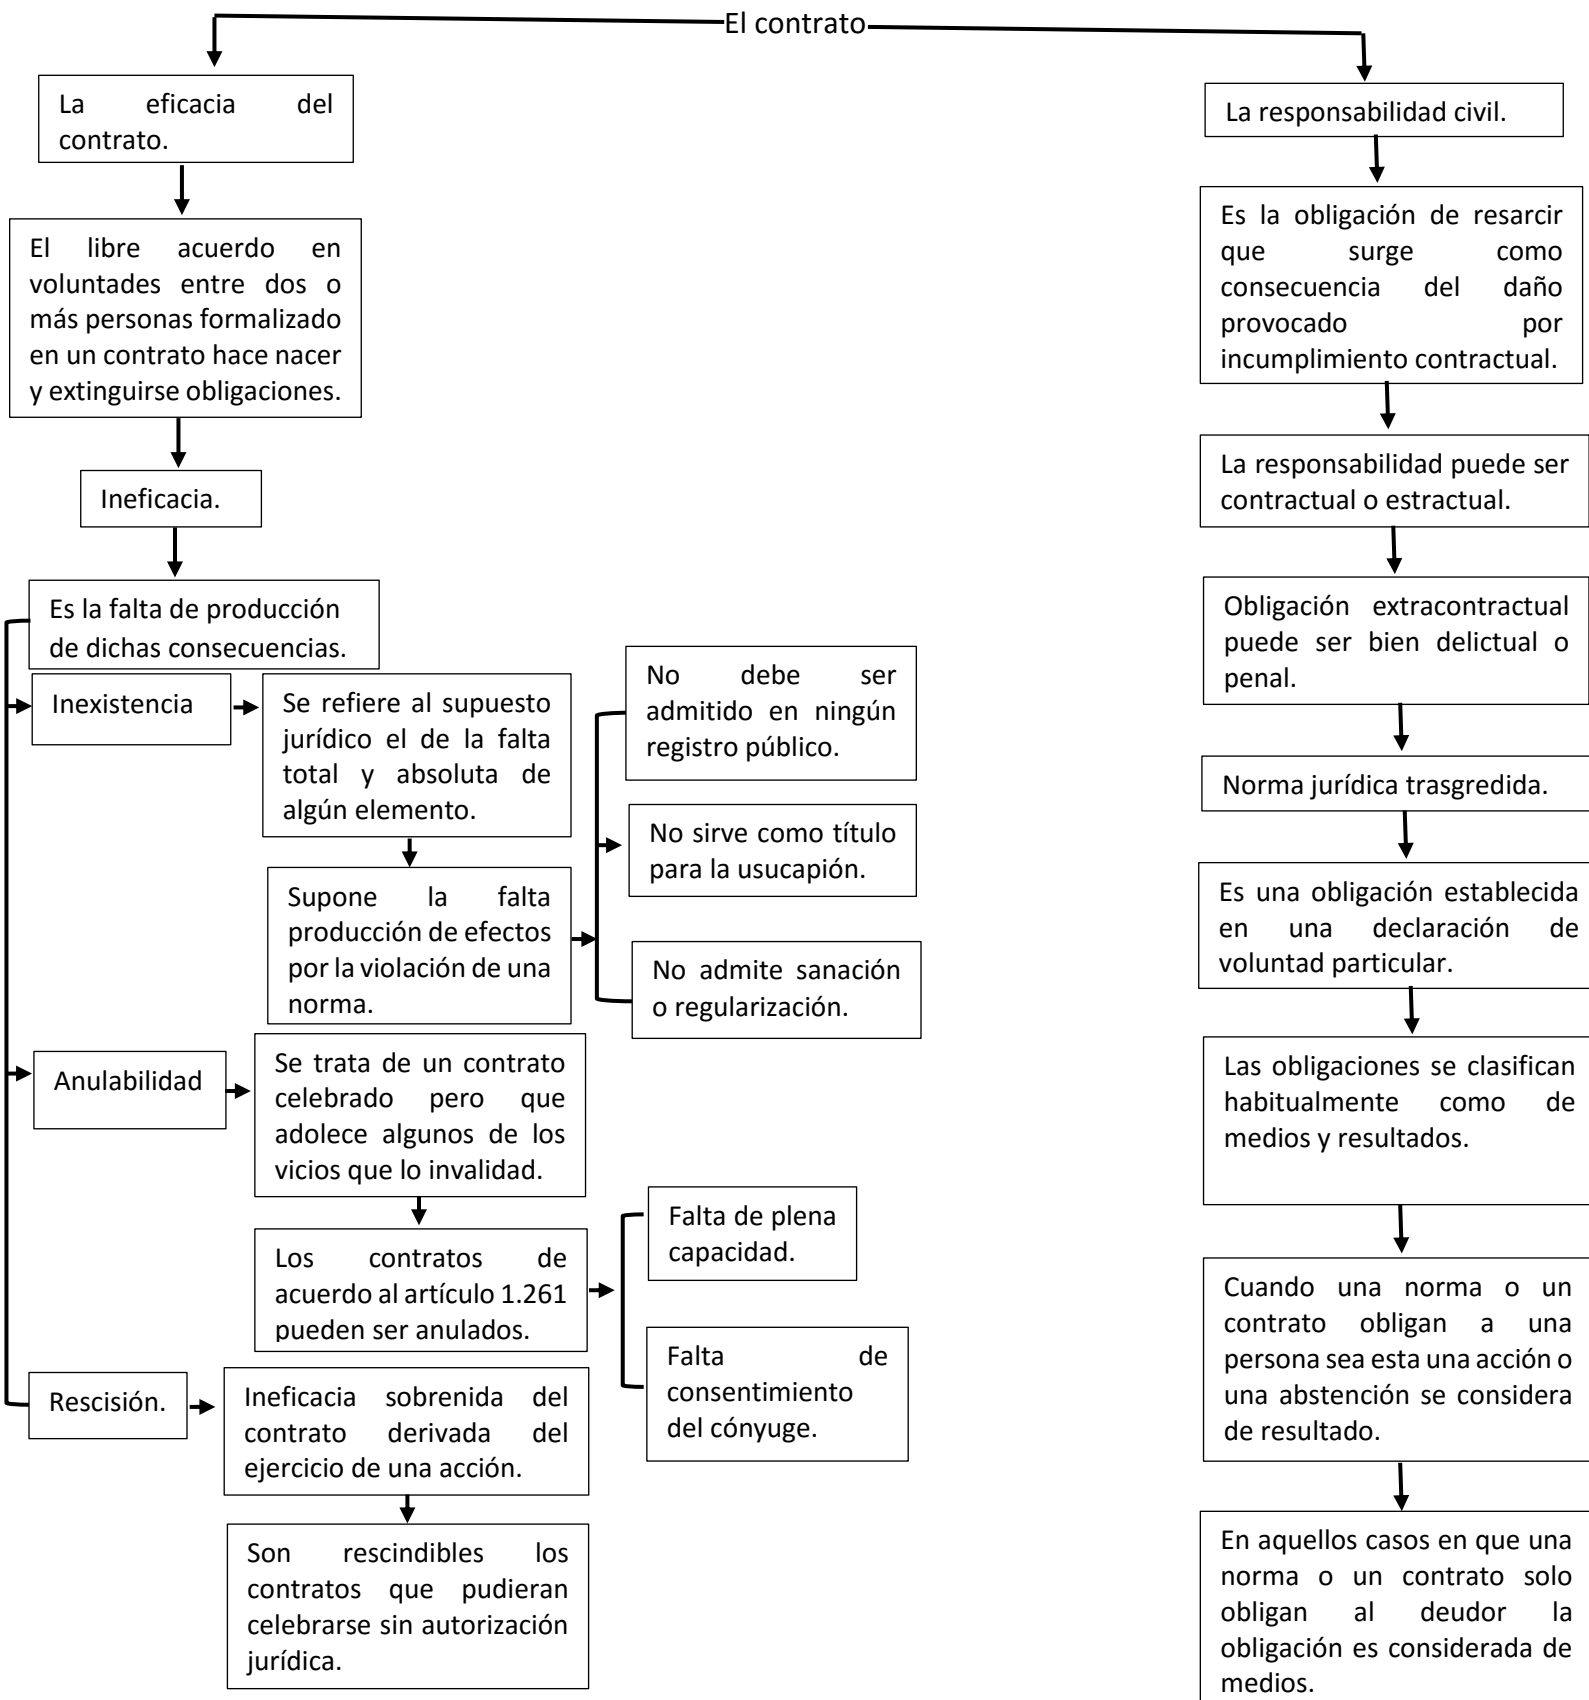 El contrato
La eficacia del
contrato.
El libre acuerdo en
voluntades entre dos o
más personas formalizado
en un contrato hace nacer
y extinguirse obligaciones.
Ineficacia.
Es la falta de producción
de dichas consecuencias.
Inexistencia
Se refiere al supuesto
jurídico el de la falta
total y absoluta de
algún elemento.
Supone la falta
producción de efectos
por la violación de una
norma.
No debe ser
admitido en ningún
registro público.
No sirve como título
para la usucapión.
No admite sanación
o regularización.
Anulabilidad
Se trata de un contrato
celebrado pero que
adolece algunos de los
vicios que lo invalidad.
Los contratos de
acuerdo al artículo 1.261
pueden ser anulados.
Falta de plena
capacidad.
Falta de
consentimiento
del cónyuge.
Rescisión.
Ineficacia sobrenida del
contrato derivada del
ejercicio de una acción.
Son rescindibles los
contratos que pudieran
celebrarse sin autorización
jurídica.
La responsabilidad civil.
Es la obligación de resarcir
que surge como
consecuencia del daño
provocado por
incumplimiento contractual.
La responsabilidad puede ser
contractual o estractual.
Obligación extracontractual
puede ser bien delictual o
penal.
Norma jurídica trasgredida.
Es una obligación establecida
en una declaración de
voluntad particular.
Las obligaciones se clasifican
habitualmente como de
medios y resultados.
Cuando una norma o un
contrato obligan a una
persona sea esta una acción o
una abstención se considera
de resultado.
En aquellos casos en que una
norma o un contrato solo
obligan al deudor la
obligación es considerada de
medios.